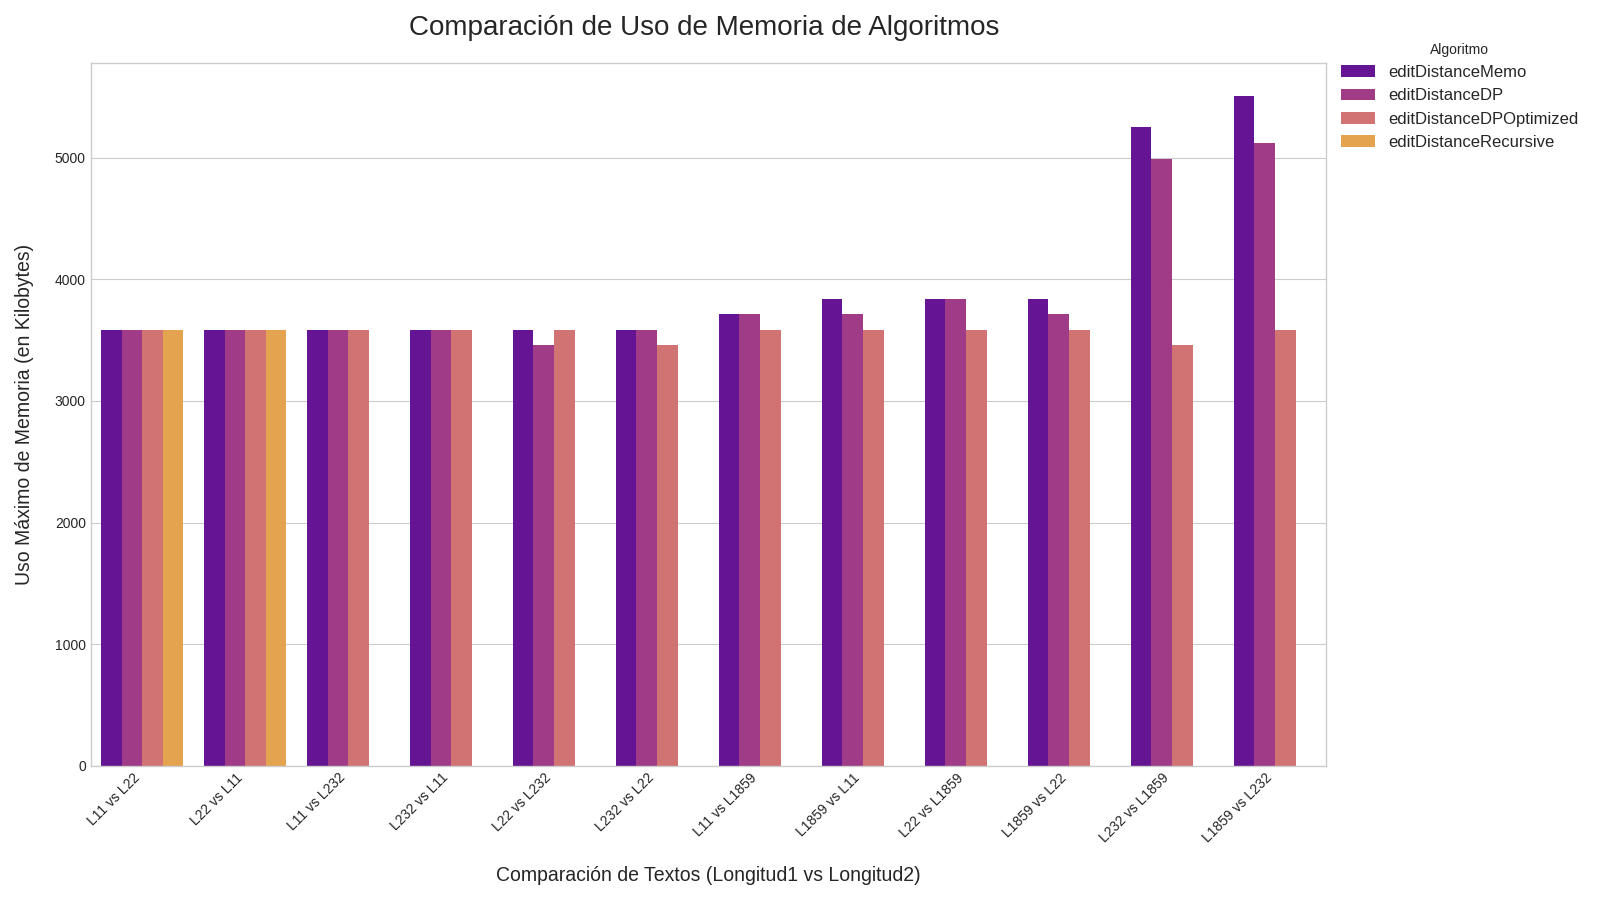 Comparación de Uso de Memoria de Algoritmos
Algoritmo
editDistanceMemo
editDistanceDP
editDistanceDPOptimized
editDistanceRecursive
Uso Máximo de Memoria (en Kilobytes)
5000
4000
3000
2000
1000
0
L11 vs L22
L22 vs L11
L11 vs L232
L232 vs L11
L22 vs L232
L232 vs L22
L11 vs L1859
L1859 vs L11
L22 vs L1859
L1859 vs L22
L232 vs L1859
L1859 vs L232
Comparación de Textos (Longitud1 vs Longitud2)